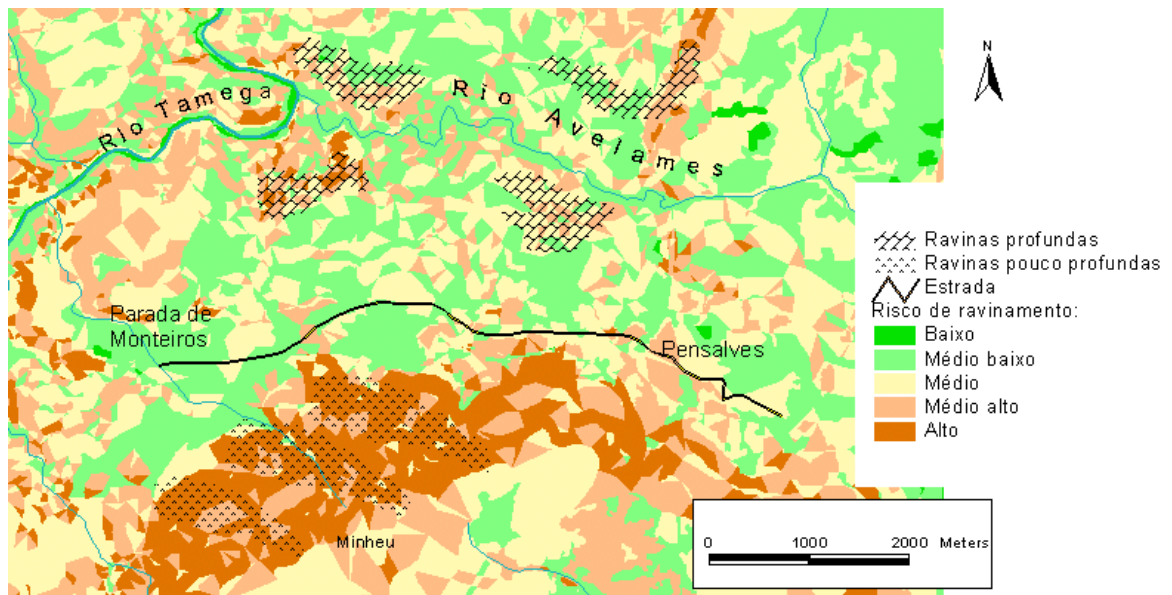 N
Rio Tamega
Rio Avelames
Ravinas profundas
Ravinas pouco profundas
Estrada
Risco de ravinamento:
Baixo
Médio baixo
Médio
Médio alto
Alto
Parada de
Monteiros
Pensalves
Minheu
0 1000 2000 Meters